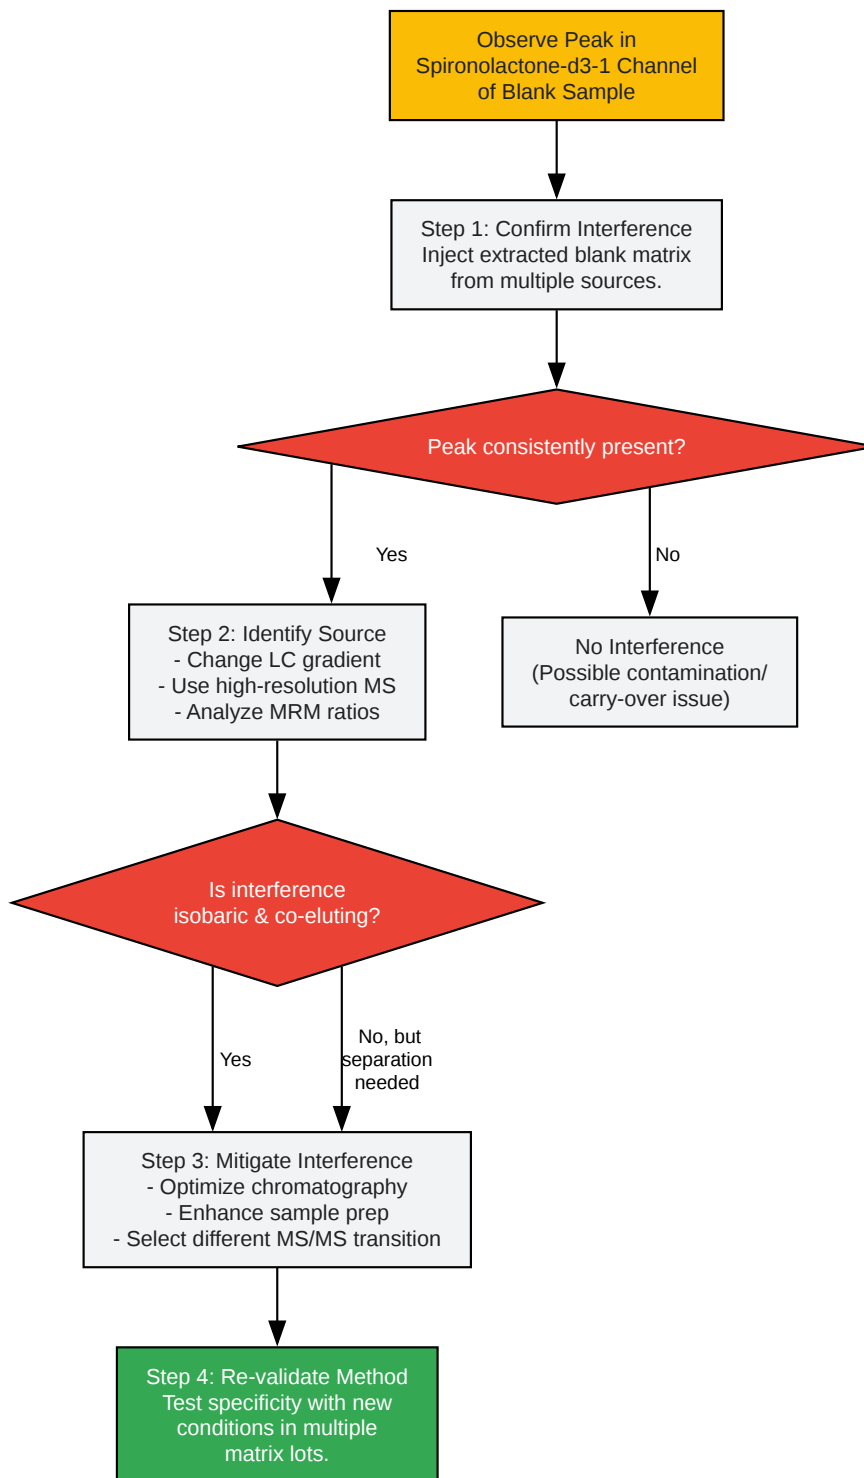 Observe Peak in
Spironolactone-d3-1 Channel
of Blank Sample
Step 1: Confirm Interference
Inject extracted blank matrix
from multiple sources.
Peak consistently present?
Yes
No
Step 2: Identify Source
- Change LC gradient
- Use high-resolution MS
- Analyze MRM ratios
No Interference
(Possible contamination/
carry-over issue)
Is interference
isobaric & co-eluting?
Yes
No, but
separation
needed
Step 3: Mitigate Interference
- Optimize chromatography
- Enhance sample prep
- Select different MS/MS transition
Step 4: Re-validate Method
Test specificity with new
conditions in multiple
matrix lots.